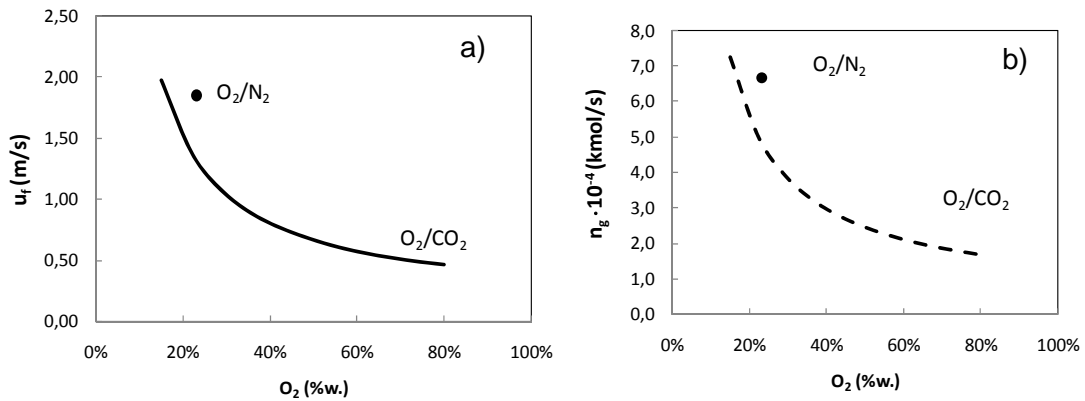 a)
2,50
2,00
1,50
1,00
0,50
0,00
u_f (m/s)
O₂/N₂
O₂/CO₂
0% 20% 40% 60% 80% 100%
O₂ (%w.)
b)
8,0
7,0
6,0
5,0
4,0
3,0
2,0
1,0
0,0
n_g ·10⁻⁴ (kmol/s)
O₂/N₂
O₂/CO₂
0% 20% 40% 60% 80% 100%
O₂ (%w.)